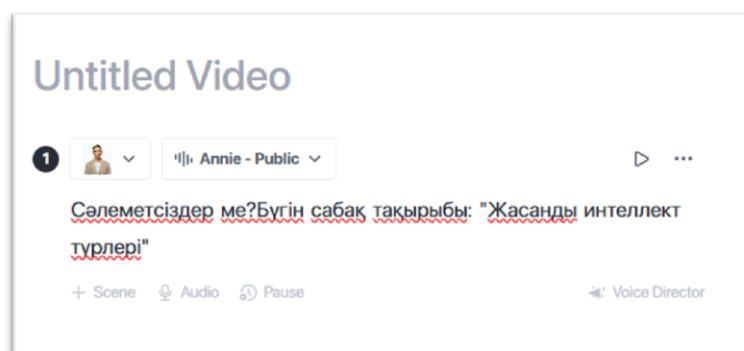 Untitled Video
1 Annie - Public
Сәлеметсіздер ме?Бүгін сабақ тақырыбы: "Жасанды интеллект
түрлері"
+ Scene Audio Pause Voice Director